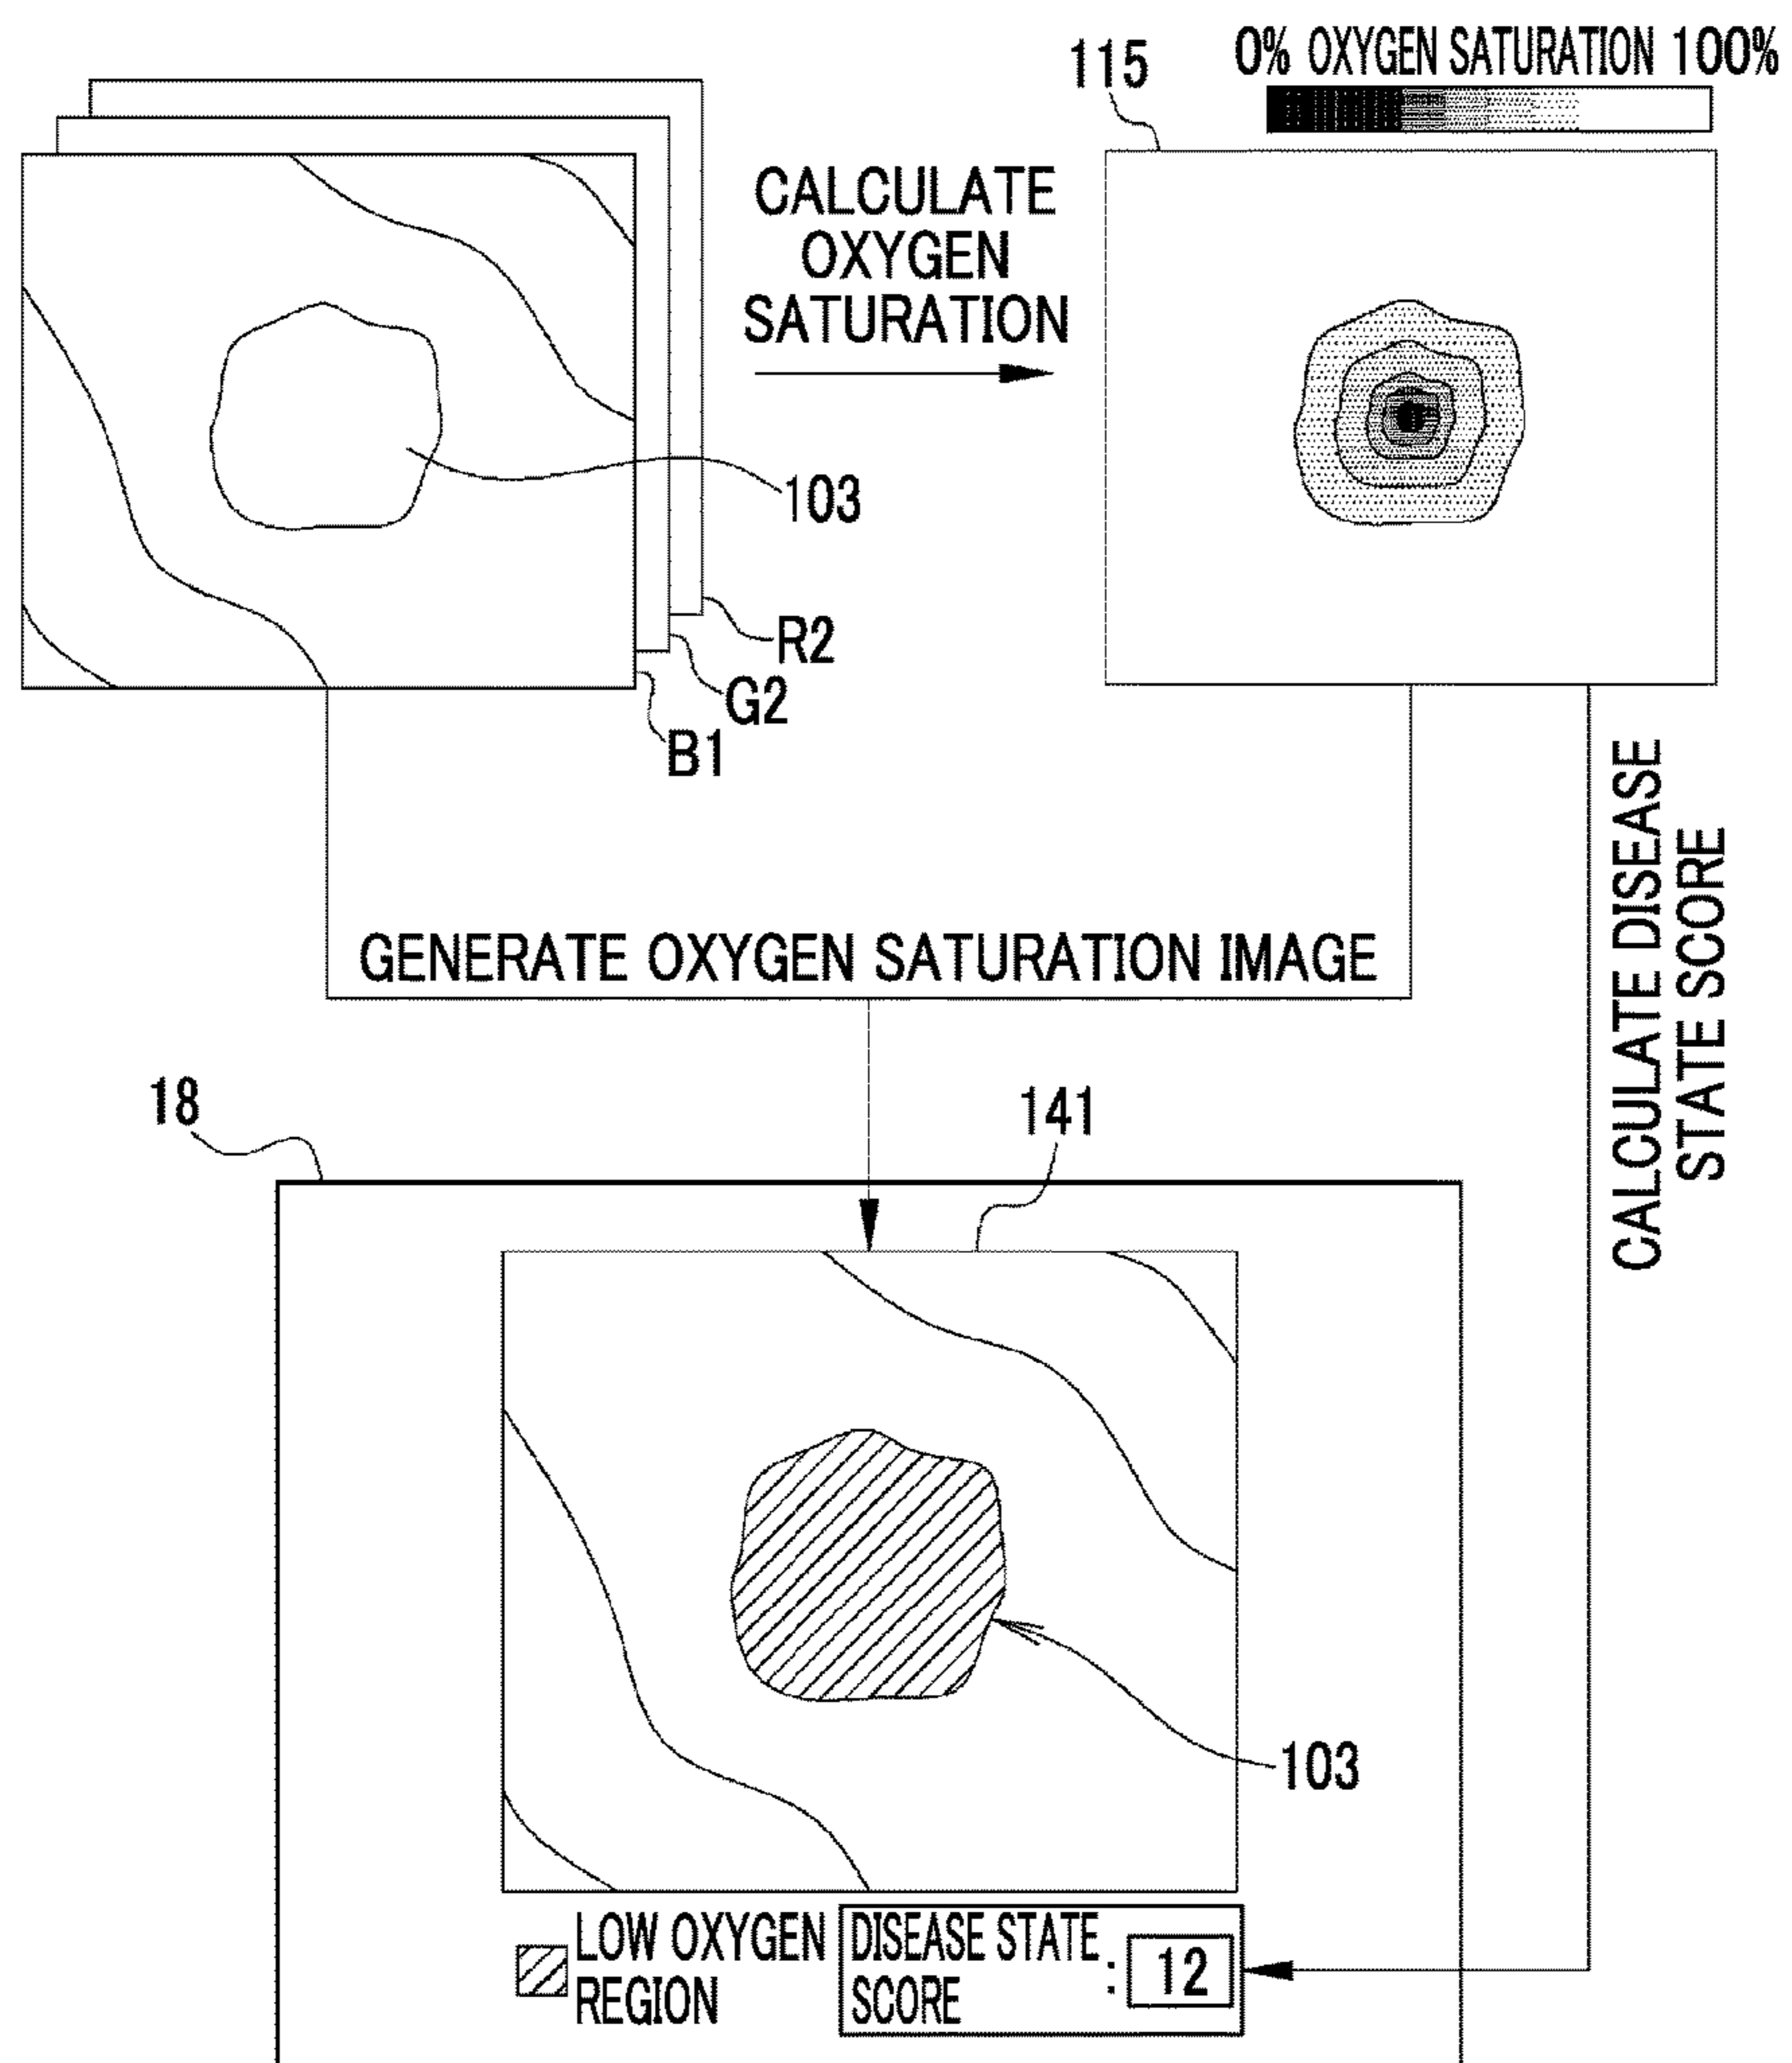 115
0% OXYGEN SATURATION 100%
CALCULATE
OXYGEN
SATURATION
103
R2
G2
B1
GENERATE OXYGEN SATURATION IMAGE
CALCULATE DISEASE
STATE SCORE
18
141
103
LOW OXYGEN
REGION
DISEASE STATE
SCORE
: 12